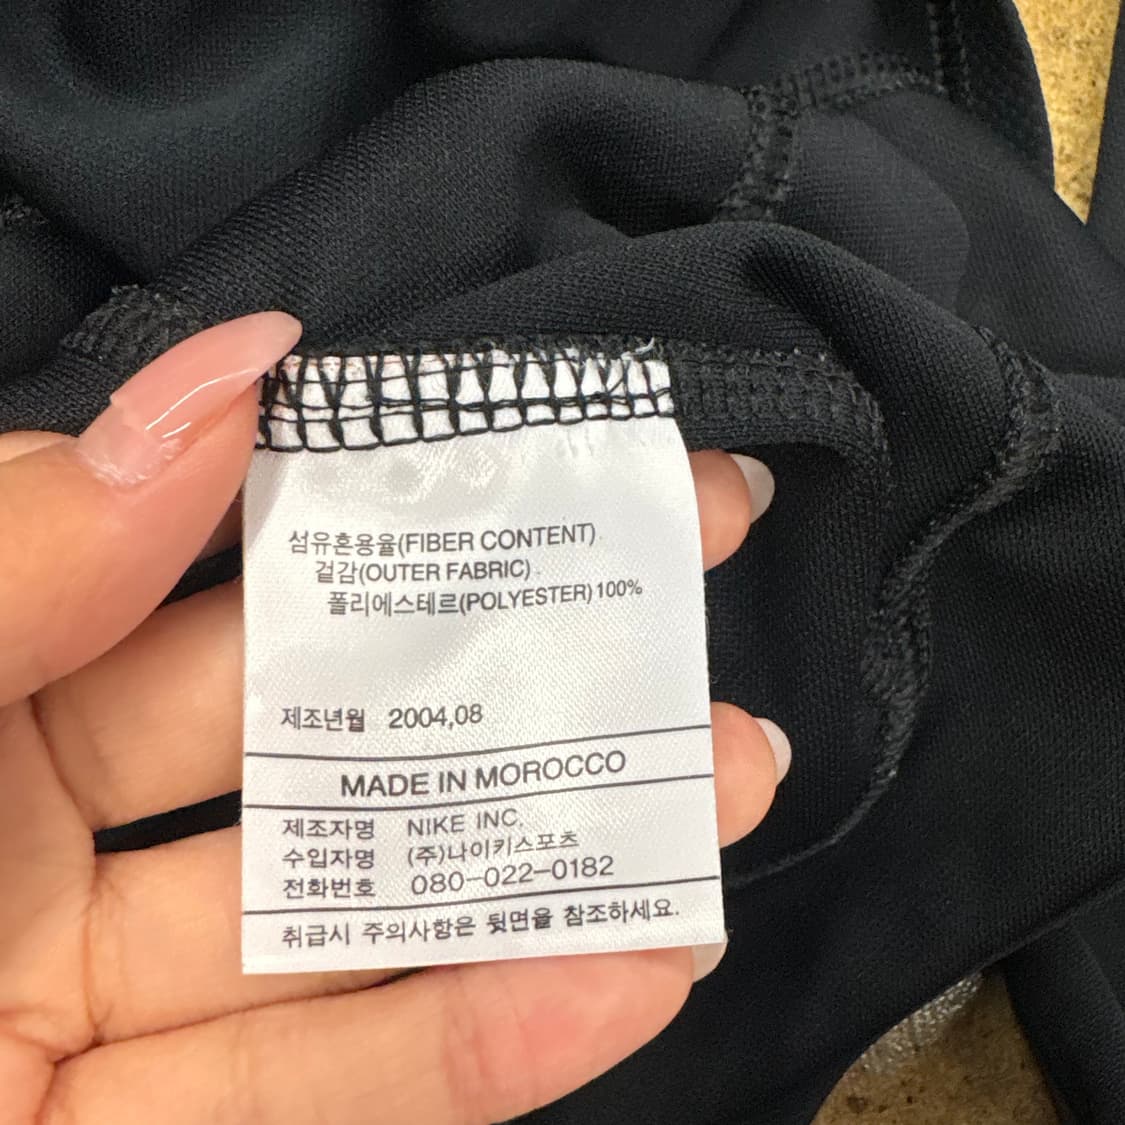 섬유혼용율(FIBER CONTENT)
겉감(OUTER FABRIC)
폴리에스테르(POLYESTER)100%
제조년월 2004,08
MADE IN MOROCCO
제조자명 NIKE INC.
수입자명 (주)나이키스포츠
전화번호 080-022-0182
취급시 주의사항은 뒷면을 참조하세요.